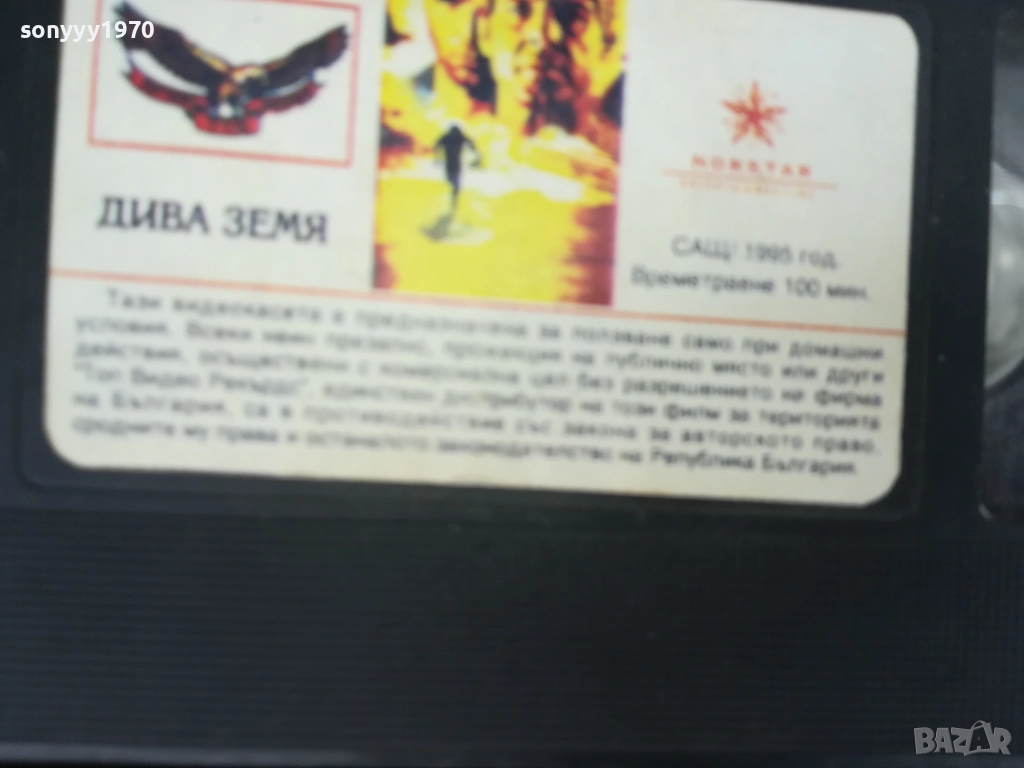 sonyyy1970
ДИВА ЗЕМЯ
NORSTAR
САЩ/ 1995 год.
Времетраене 100 мин.
Тази видеокасета е предназначена за ползване само при домашни
условия. Всеки неин презапис, прожекция на публично място или други
действия, осъществени с комерсиална цел без разрешението на фирма
"Топ Видео Рекърдс", единствен дистрибутор на този филм за територията
на България, са в противодействие със закона за авторското право,
сродните му права и останалото законодателство на Република България.
BAZAR